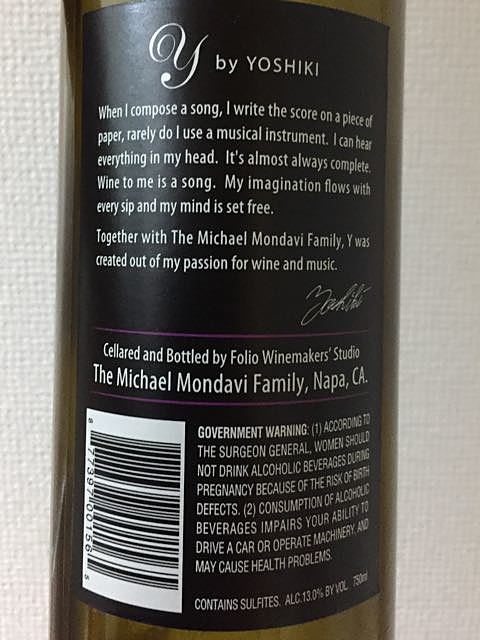 Y by YOSHIKI
When I compose a song, I write the score on a piece of
paper, rarely do I use a musical instrument. I can hear
everything in my head. It's almost always complete.
Wine to me is a song. My imagination flows with
every sip and my mind is set free.
Together with The Michael Mondavi Family, Y was
created out of my passion for wine and music.
Yoshiki
Cellared and Bottled by Folio Winemakers' Studio
The Michael Mondavi Family, Napa, CA.
8 77397 00156 5
GOVERNMENT WARNING: (1) ACCORDING TO
THE SURGEON GENERAL, WOMEN SHOULD
NOT DRINK ALCOHOLIC BEVERAGES DURING
PREGNANCY BECAUSE OF THE RISK OF BIRTH
DEFECTS. (2) CONSUMPTION OF ALCOHOLIC
BEVERAGES IMPAIRS YOUR ABILITY TO
DRIVE A CAR OR OPERATE MACHINERY, AND
MAY CAUSE HEALTH PROBLEMS.
CONTAINS SULFITES. ALC.13.0% BY VOL. 750ml